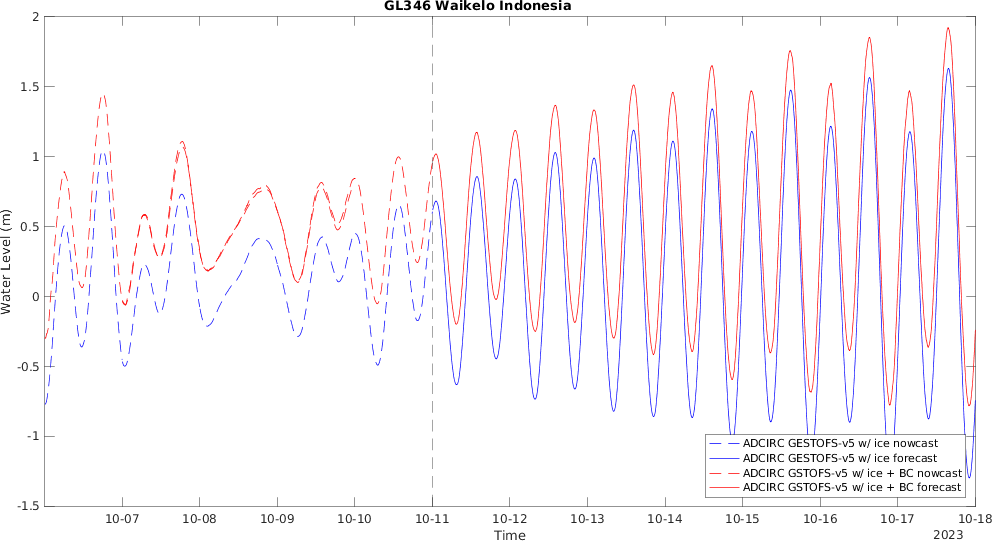 GL346 Waikelo Indonesia
2
1.5
1
0.5
0
-0.5
-1
-1.5
Water Level (m)
ADCIRC GESTOFS-v5 w/ ice nowcast
ADCIRC GESTOFS-v5 w/ ice forecast
ADCIRC GSTOFS-v5 w/ ice + BC nowcast
ADCIRC GSTOFS-v5 w/ ice + BC forecast
10-07 10-08 10-09 10-10 10-11 10-12 10-13 10-14 10-15 10-16 10-17 10-18
Time
2023